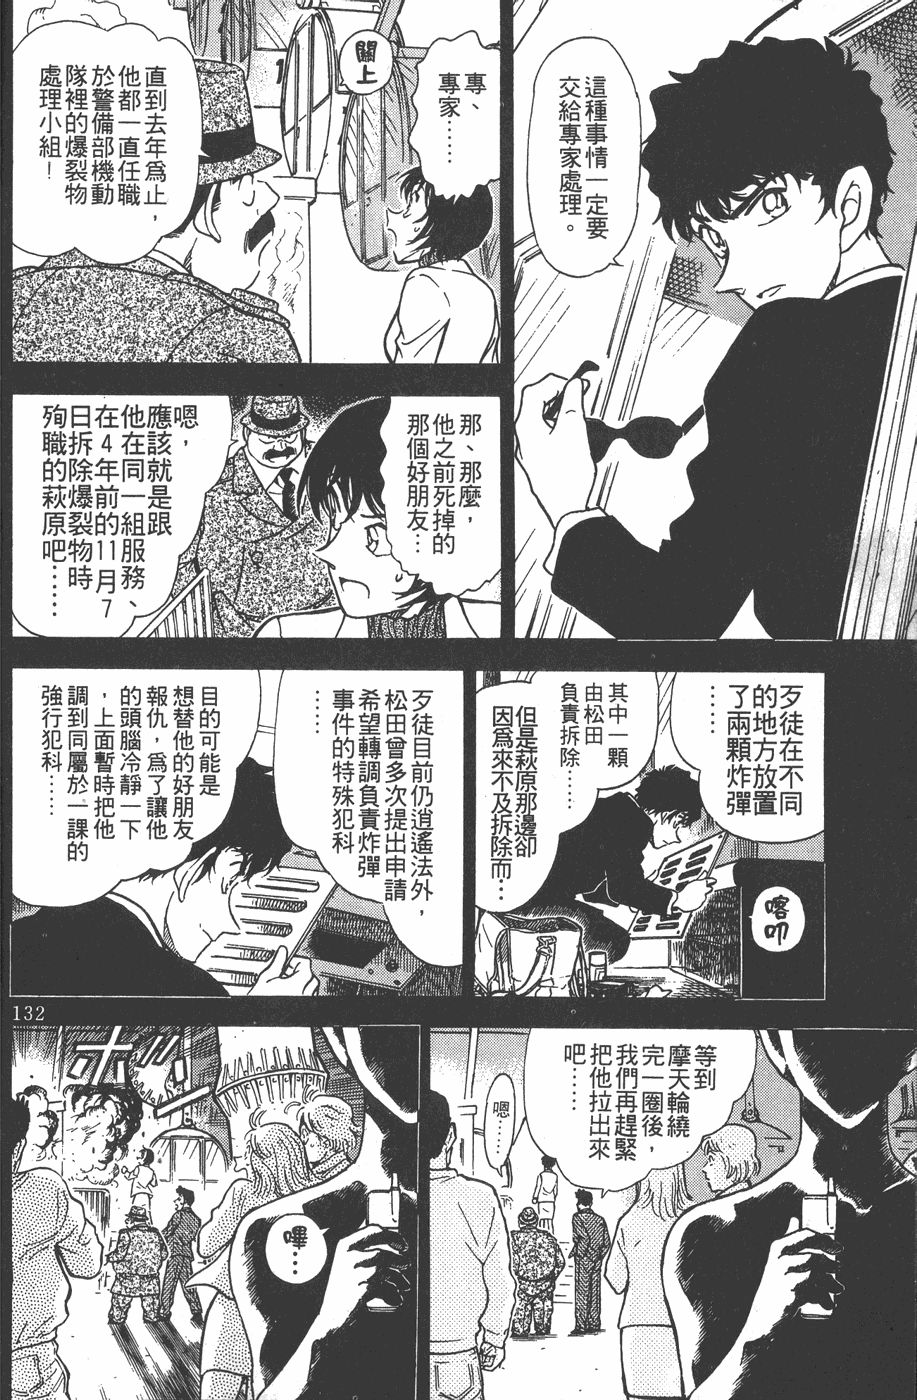 這種事情一定要
交給專家處理。
關上
專、
專家……
直到去年為止，
他都一直任職
於警備部機動
隊裡的爆裂物
處理小組！
那、那麼，
他之前死掉的
那個好朋友…
嗯，
應該就是跟
他在同一組服務、
在4年前的11月7
日拆除爆裂物時
殉職的萩原吧……
歹徒在不同
的地方放置
了兩顆炸彈
……
喀叩
其中一顆
由松田
負責拆除…
但是萩原那邊卻
因為來不及拆除而…
歹徒目前仍逍遙法外，
松田曾多次提出申請
希望轉調負責炸彈
事件的特殊犯科
……
目的可能是
想替他的好朋友
報仇，為了讓他
的頭腦冷靜一下
，上面暫時把他
調到同屬於一課的
強行犯科……
132
等到
摩天輪繞
完一圈後，
我們再趕緊
把他拉出來
吧……
嗯…
嗶…